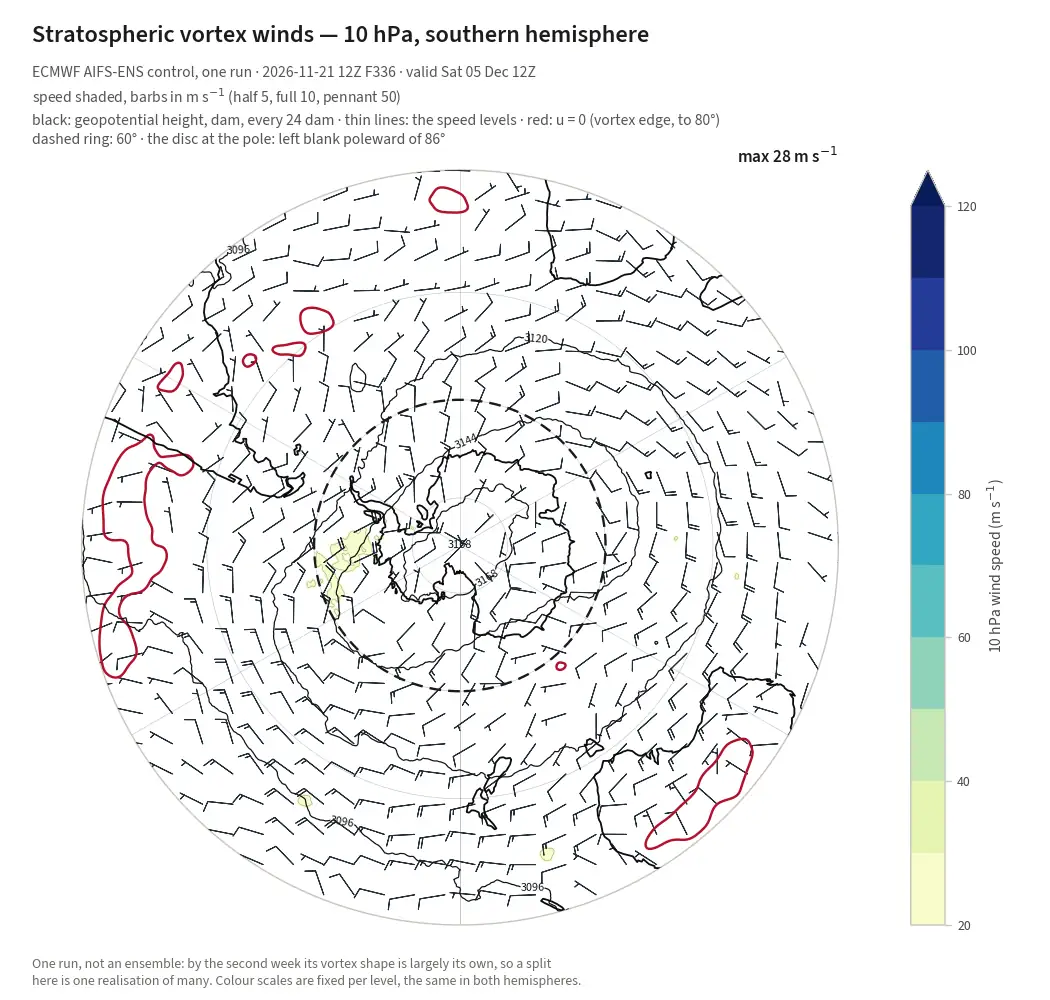 Stratospheric vortex winds — 10 hPa, southern hemisphere
ECMWF AIFS-ENS control, one run · 2026-11-21 12Z F336 · valid Sat 05 Dec 12Z
speed shaded, barbs in m s⁻¹ (half 5, full 10, pennant 50)
black: geopotential height, dam, every 24 dam · thin lines: the speed levels · red: u = 0 (vortex edge, to 80°)
dashed ring: 60° · the disc at the pole: left blank poleward of 86°
max 28 m s⁻¹
3096
3120
3144
3168
3168
3096
3096
120
100
80
60
40
20
10 hPa wind speed (m s⁻¹)
One run, not an ensemble: by the second week its vortex shape is largely its own, so a split
here is one realisation of many. Colour scales are fixed per level, the same in both hemispheres.